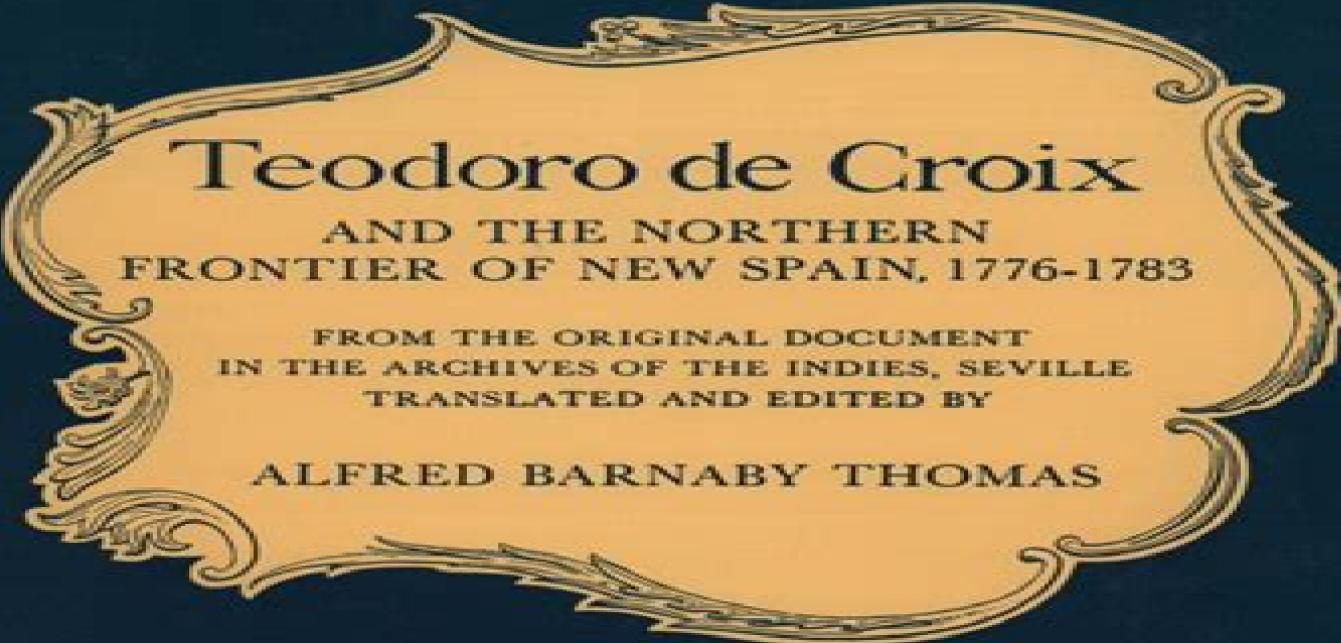 Teodoro de Croix
AND THE NORTHERN
FRONTIER OF NEW SPAIN, 1776-1783
FROM THE ORIGINAL DOCUMENT
IN THE ARCHIVES OF THE INDIES, SEVILLE
TRANSLATED AND EDITED BY
ALFRED BARNABY THOMAS